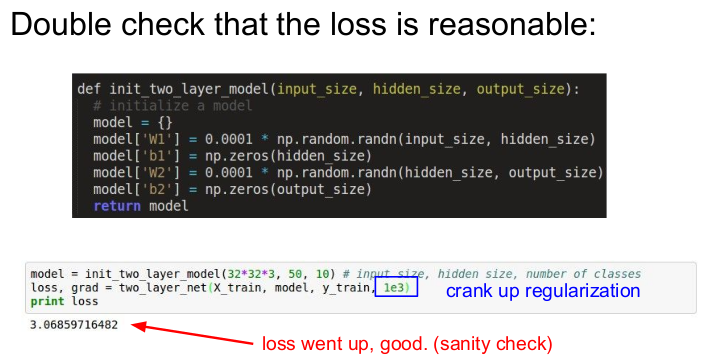 Double check that the loss is reasonable:
def init_two_layer_model(input_size, hidden_size, output_size):
# initialize a model
model = {}
model['W1'] = 0.0001 * np.random.randn(input_size, hidden_size)
model['b1'] = np.zeros(hidden_size)
model['W2'] = 0.0001 * np.random.randn(hidden_size, output_size)
model['b2'] = np.zeros(output_size)
return model
model = init_two_layer_model(32*32*3, 50, 10) # input size, hidden size, number of classes
loss, grad = two_layer_net(X_train, model, y_train, 1e3) crank up regularization
print loss
3.06859716482
loss went up, good. (sanity check)